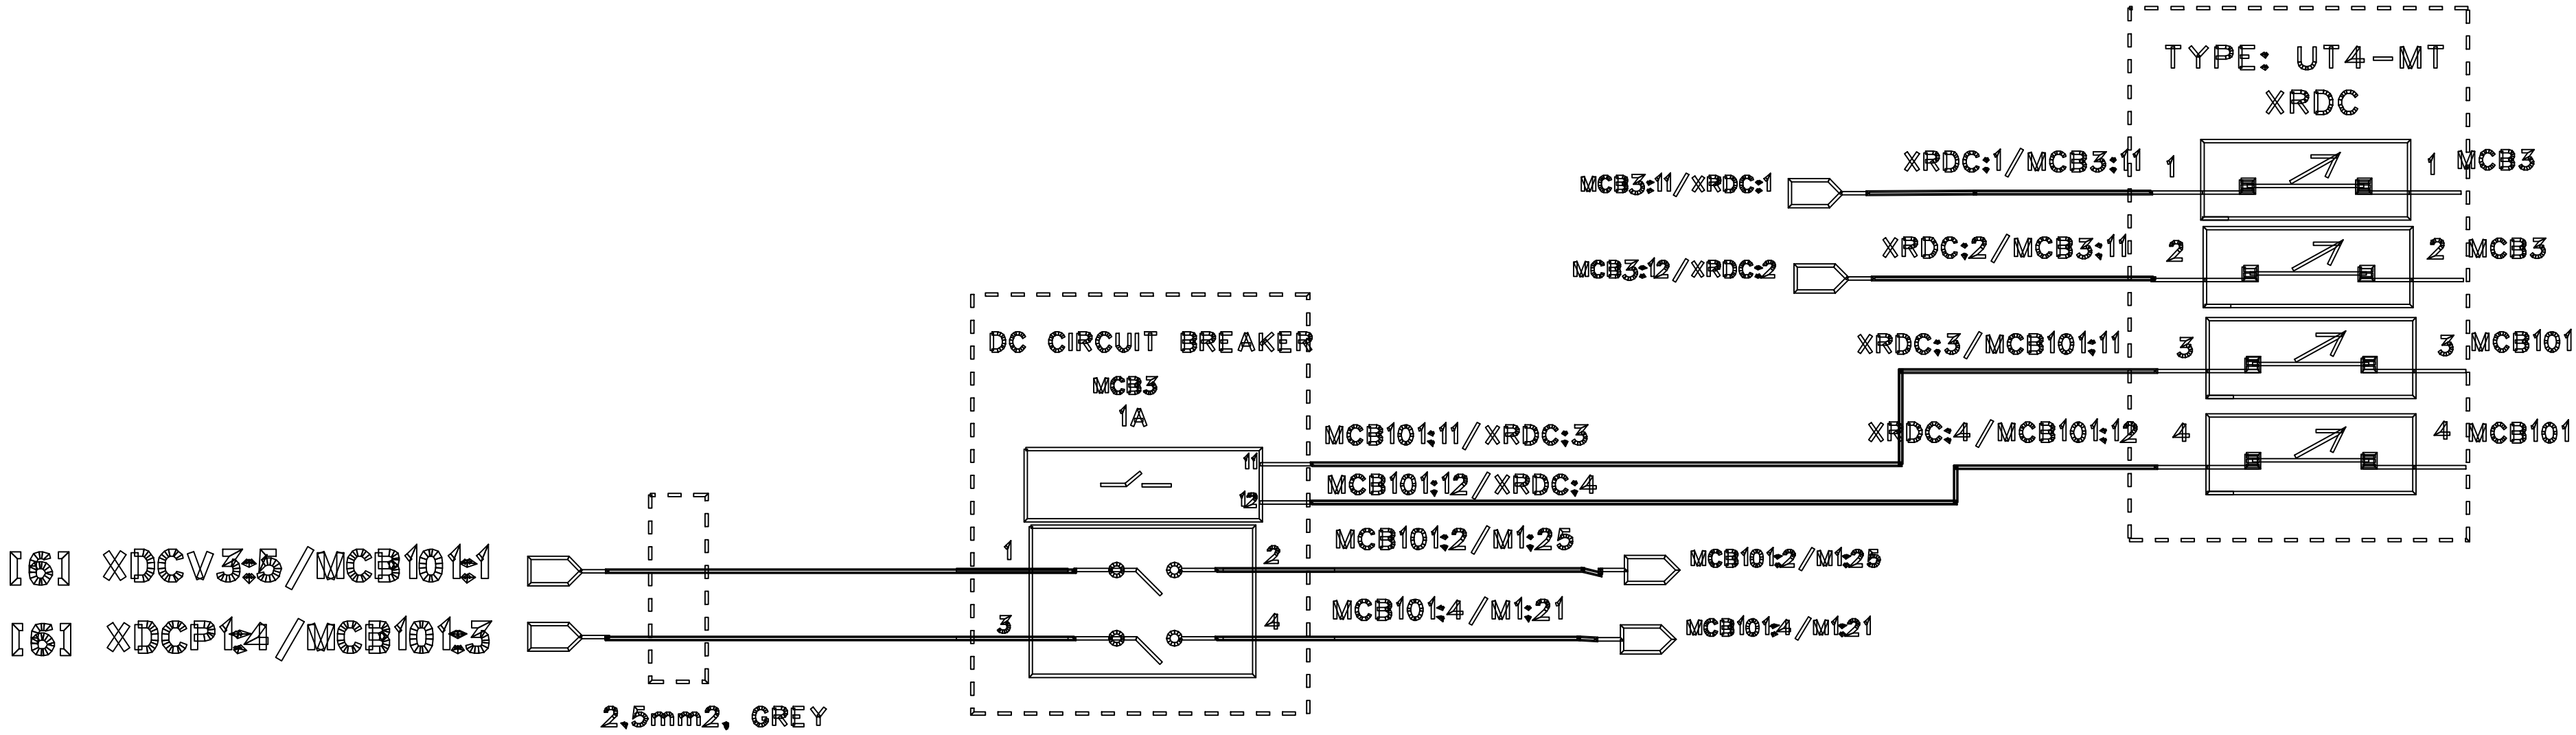 TYPE: UT4-MT
XRDC
XRDC:1/MCB3:11 1 1 MCB3
MCB3:11/XRDC:1
XRDC:2/MCB3:11 2 2 MCB3
MCB3:12/XRDC:2
DC CIRCUIT BREAKER
XRDC:3/MCB101:11 3 3 MCB101
MCB3
1A
MCB101:11/XRDC:3
XRDC:4/MCB101:12 4 4 MCB101
11
MCB101:12/XRDC:4
12
[6] XDCV3:5/MCB101:1
1 2 MCB101:2/M1:25
MCB101:2/M1:25
[6] XDCP1:4/MCB101:3
3 4 MCB101:4/M1:21
MCB101:4/M1:21
2,5mm2, GREY